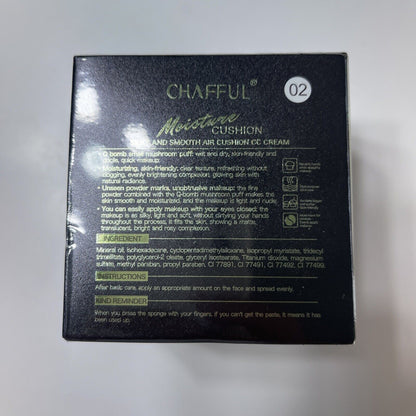 CHAFFUL®
02
Moisture
CUSHION
AND SMOOTH AIR CUSHION CC CREAM
Q bomb small mushroom puff: wet and dry, skin-friendly and
quick makeup.
Moisturizing, skin-friendly: clear texture, refreshing without
clogging, even brightening complexion, glowing skin with
natural radiance.
Unseen powder marks, unobtrusive makeup: the fine
powder combined with the Q-bomb mushroom puff makes the
skin smooth and moisturized, and the makeup is light and nude.
You can easily apply makeup with your eyes closed: the
makeup is as silky, light and soft, without dirtying your hands
throughout the process, it fits the skin, showing a matte,
translucent, bright and rosy complexion.
INGREDIENT
Mineral oil, isohexadecane, cyclopentadimethylsiloxane, isopropyl myristate, tridecyl
trimellitate, polyglycerol-2 oleate, glyceryl isostearate, Titanium dioxide, magnesium
sulfate, methyl paraben, propyl paraben, CI 77891, CI 77491, CI 77492, CI 77499.
INSTRUCTIONS
After basic care, apply an appropriate amount on the face and spread evenly.
KIND REMINDER
When you press the sponge with your fingers, if you can't get the paste, it means it has
been used up.